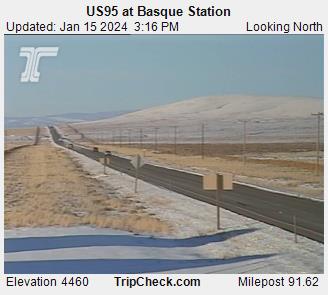 US95 at Basque Station
Updated: Jan 15 2024 3:16 PM Looking North
Elevation 4460 TripCheck.com Milepost 91.62